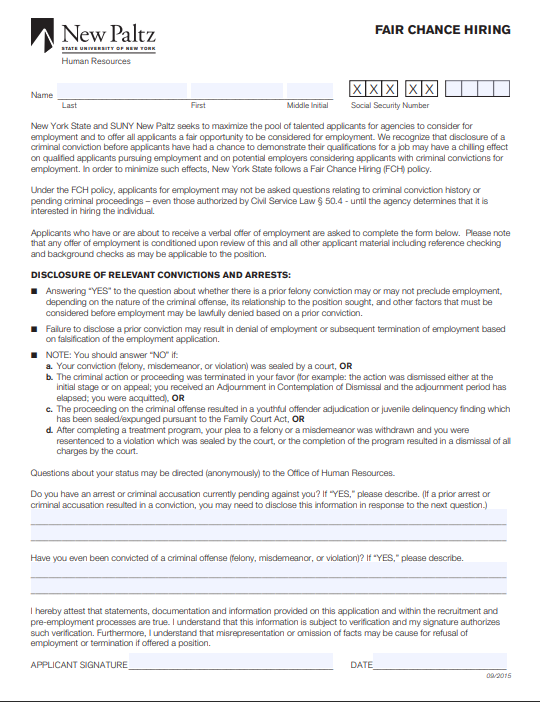 New Paltz
STATE UNIVERSITY OF NEW YORK
Human Resources
FAIR CHANCE HIRING
Name
X X X X X
Last First Middle Initial Social Security Number
New York State and SUNY New Paltz seeks to maximize the pool of talented applicants for agencies to consider for
employment and to offer all applicants a fair opportunity to be considered for employment. We recognize that disclosure of a
criminal conviction before applicants have had a chance to demonstrate their qualifications for a job may have a chilling effect
on qualified applicants pursuing employment and on potential employers considering applicants with criminal convictions for
employment. In order to minimize such effects, New York State follows a Fair Chance Hiring (FCH) policy.
Under the FCH policy, applicants for employment may not be asked questions relating to criminal conviction history or
pending criminal proceedings – even those authorized by Civil Service Law § 50.4 - until the agency determines that it is
interested in hiring the individual.
Applicants who have or are about to receive a verbal offer of employment are asked to complete the form below. Please note
that any offer of employment is conditioned upon review of this and all other applicant material including reference checking
and background checks as may be applicable to the position.
DISCLOSURE OF RELEVANT CONVICTIONS AND ARRESTS:
■ Answering “YES” to the question about whether there is a prior felony conviction may or may not preclude employment,
depending on the nature of the criminal offense, its relationship to the position sought, and other factors that must be
considered before employment may be lawfully denied based on a prior conviction.
■ Failure to disclose a prior conviction may result in denial of employment or subsequent termination of employment based
on falsification of the employment application.
■ NOTE: You should answer “NO” if:
a. Your conviction (felony, misdemeanor, or violation) was sealed by a court, OR
b. The criminal action or proceeding was terminated in your favor (for example: the action was dismissed either at the
initial stage or on appeal; you received an Adjournment in Contemplation of Dismissal and the adjournment period has
elapsed; you were acquitted), OR
c. The proceeding on the criminal offense resulted in a youthful offender adjudication or juvenile delinquency finding which
has been sealed/expunged pursuant to the Family Court Act, OR
d. After completing a treatment program, your plea to a felony or a misdemeanor was withdrawn and you were
resentenced to a violation which was sealed by the court, or the completion of the program resulted in a dismissal of all
charges by the court.
Questions about your status may be directed (anonymously) to the Office of Human Resources.
Do you have an arrest or criminal accusation currently pending against you? If “YES,” please describe. (If a prior arrest or
criminal accusation resulted in a conviction, you may need to disclose this information in response to the next question.)
Have you even been convicted of a criminal offense (felony, misdemeanor, or violation)? If “YES,” please describe.
I hereby attest that statements, documentation and information provided on this application and within the recruitment and
pre-employment processes are true. I understand that this information is subject to verification and my signature authorizes
such verification. Furthermore, I understand that misrepresentation or omission of facts may be cause for refusal of
employment or termination if offered a position.
APPLICANT SIGNATURE DATE
09/2015